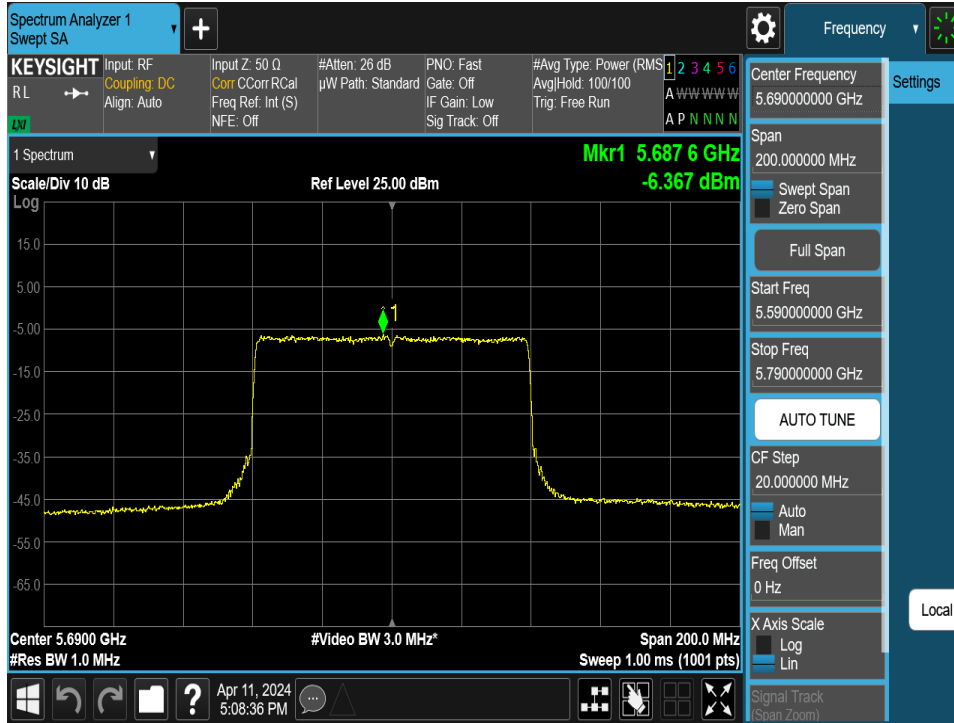 Spectrum Analyzer 1
Swept SA
+
Frequency
KEYSIGHT
RL
LXI
Input: RF
Coupling: DC
Align: Auto
Input Z: 50 Ω
Corr CCorr RCal
Freq Ref: Int (S)
NFE: Off
#Atten: 26 dB
µW Path: Standard
PNO: Fast
Gate: Off
IF Gain: Low
Sig Track: Off
#Avg Type: Power (RMS
Avg|Hold: 100/100
Trig: Free Run
1 2 3 4 5 6
A W W W W W
A P N N N N
1 Spectrum
Mkr1 5.687 6 GHz
Scale/Div 10 dB
Ref Level 25.00 dBm
-6.367 dBm
Log
15.0
5.00
1
-5.00
-15.0
-25.0
-35.0
-45.0
-55.0
-65.0
Center 5.6900 GHz
#Video BW 3.0 MHz*
Span 200.0 MHz
#Res BW 1.0 MHz
Sweep 1.00 ms (1001 pts)
Center Frequency
5.690000000 GHz
Settings
Span
200.000000 MHz
Swept Span
Zero Span
Full Span
Start Freq
5.590000000 GHz
Stop Freq
5.790000000 GHz
AUTO TUNE
CF Step
20.000000 MHz
Auto
Man
Freq Offset
0 Hz
Local
X Axis Scale
Log
Lin
Signal Track
(Span Zoom)
?
Apr 11, 2024
5:08:36 PM